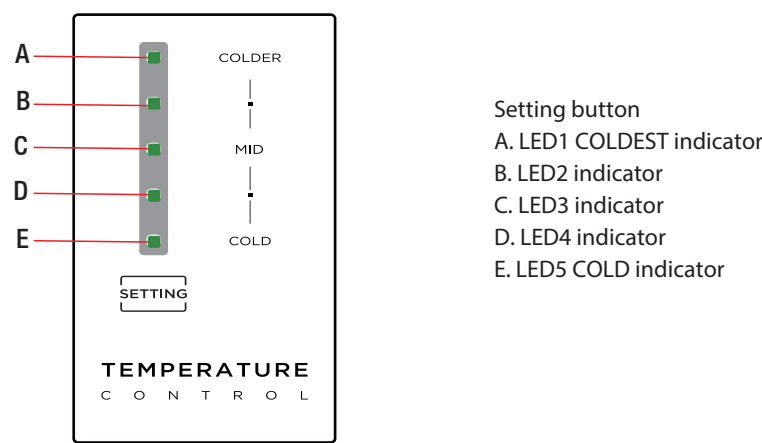 A
COLDER
B
C
MID
D
E
COLD
SETTING
TEMPERATURE
CONTROL
Setting button
A. LED1 COLDEST indicator
B. LED2 indicator
C. LED3 indicator
D. LED4 indicator
E. LED5 COLD indicator